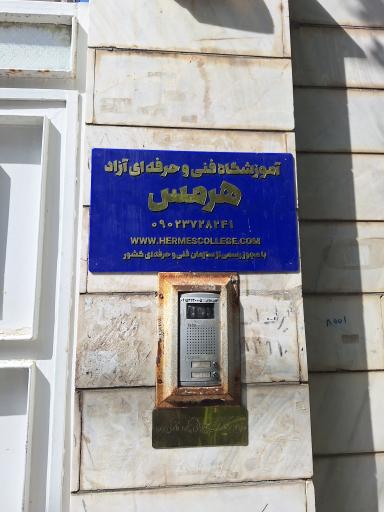 آموزشگاه فنی و حرفه ای آزاد
هرمس
۰۹۰۲۳۷۲۸۲۴۱
WWW.HERMESCOLLEGE.COM
با مجوز رسمی از سازمان فنی و حرفه ای کشور